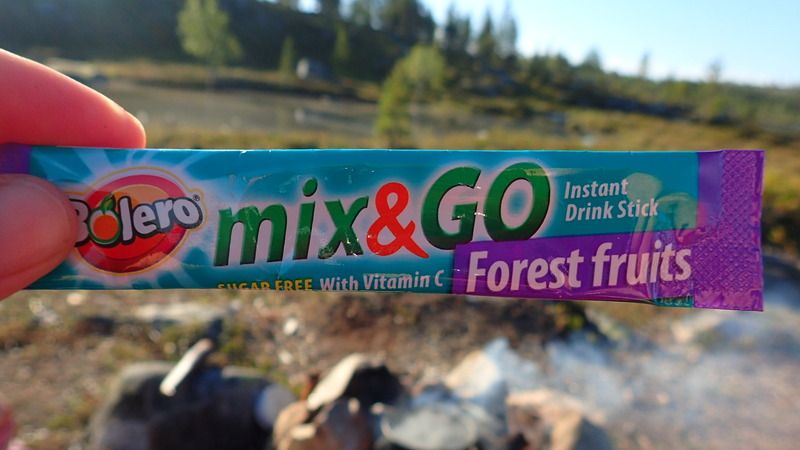 Bolero
mix&GO
Instant
Drink Stick
SUGAR FREE With Vitamin C
Forest fruits